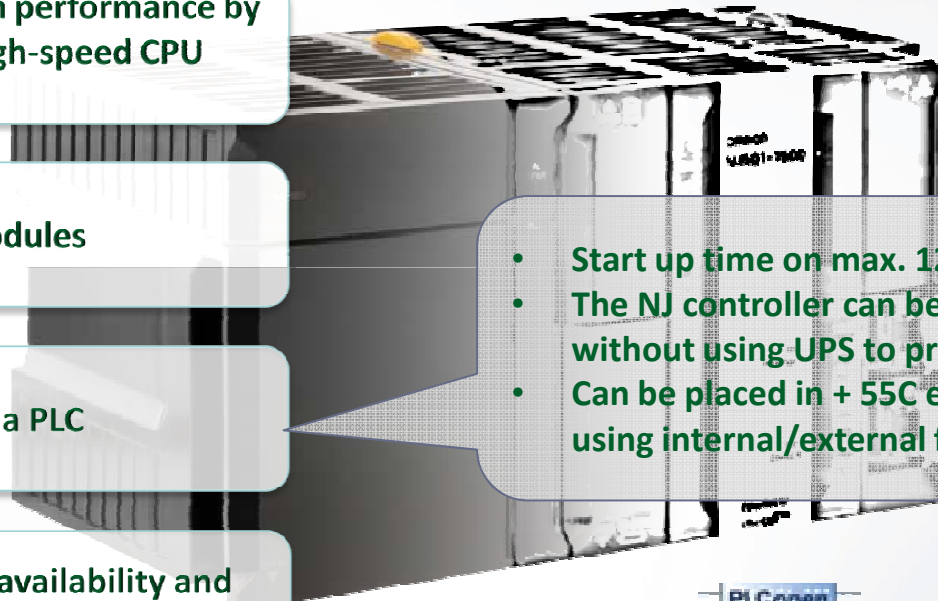 performance by
gh-speed CPU
odules
a PLC
availability and
• Start up time on max. 1
• The NJ controller can be
without using UPS to pr
• Can be placed in + 55C e
using internal/external f
PLCopen